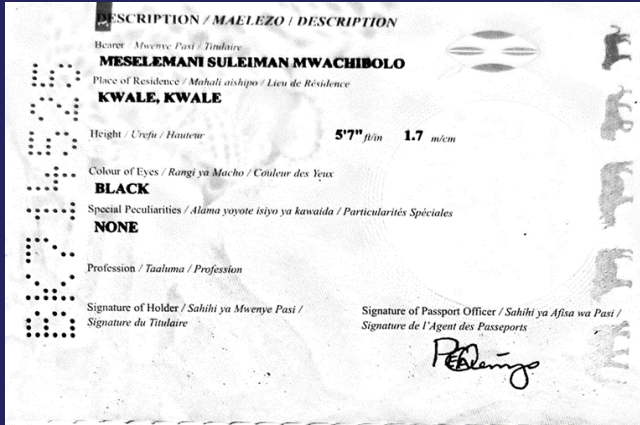 DESCRIPTION / MAELEZO / DESCRIPTION
Bearer / Mwenye Pasi / Titulaire
MESELEMANI SULEIMAN MWACHIBOLO
Place of Residence / Mahali aishipo / Lieu de Résidence
KWALE, KWALE
Height / Urefu / Hauteur 5'7" ft/in 1.7 m/cm
Colour of Eyes / Rangi ya Macho / Couleur des Yeux
BLACK
Special Peculiarities / Alama yoyote isiyo ya kawaida / Particularités Spéciales
NONE
Profession / Taaluma / Profession
Signature of Holder / Sahihi ya Mwenye Pasi /
Signature du Titulaire
Signature of Passport Officer / Sahihi ya Afisa wa Pasi /
Signature de l'Agent des Passeports
BK714525